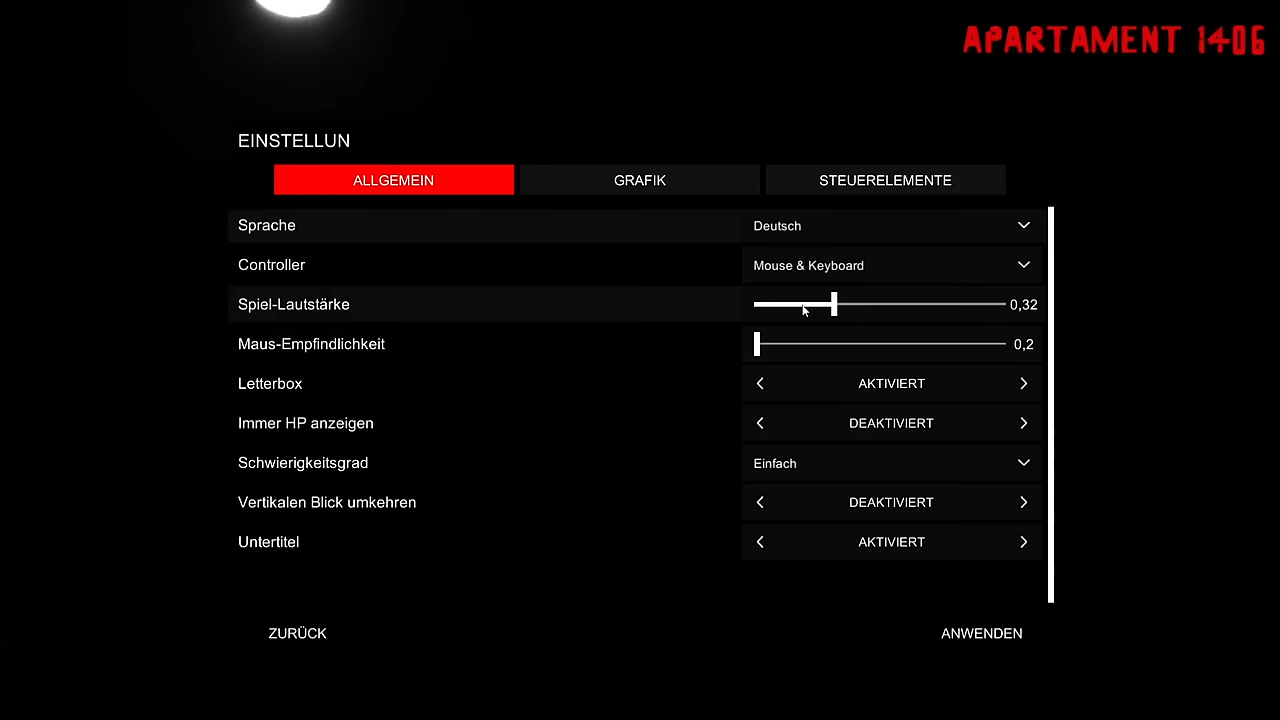 APARTAMENT 1406
EINSTELLUN
ALLGEMEIN GRAFIK STEUERELEMENTE
Sprache Deutsch
Controller Mouse & Keyboard
Spiel-Lautstärke 0,32
Maus-Empfindlichkeit 0,2
Letterbox AKTIVIERT
Immer HP anzeigen DEAKTIVIERT
Schwierigkeitsgrad Einfach
Vertikalen Blick umkehren DEAKTIVIERT
Untertitel AKTIVIERT
ZURÜCK ANWENDEN